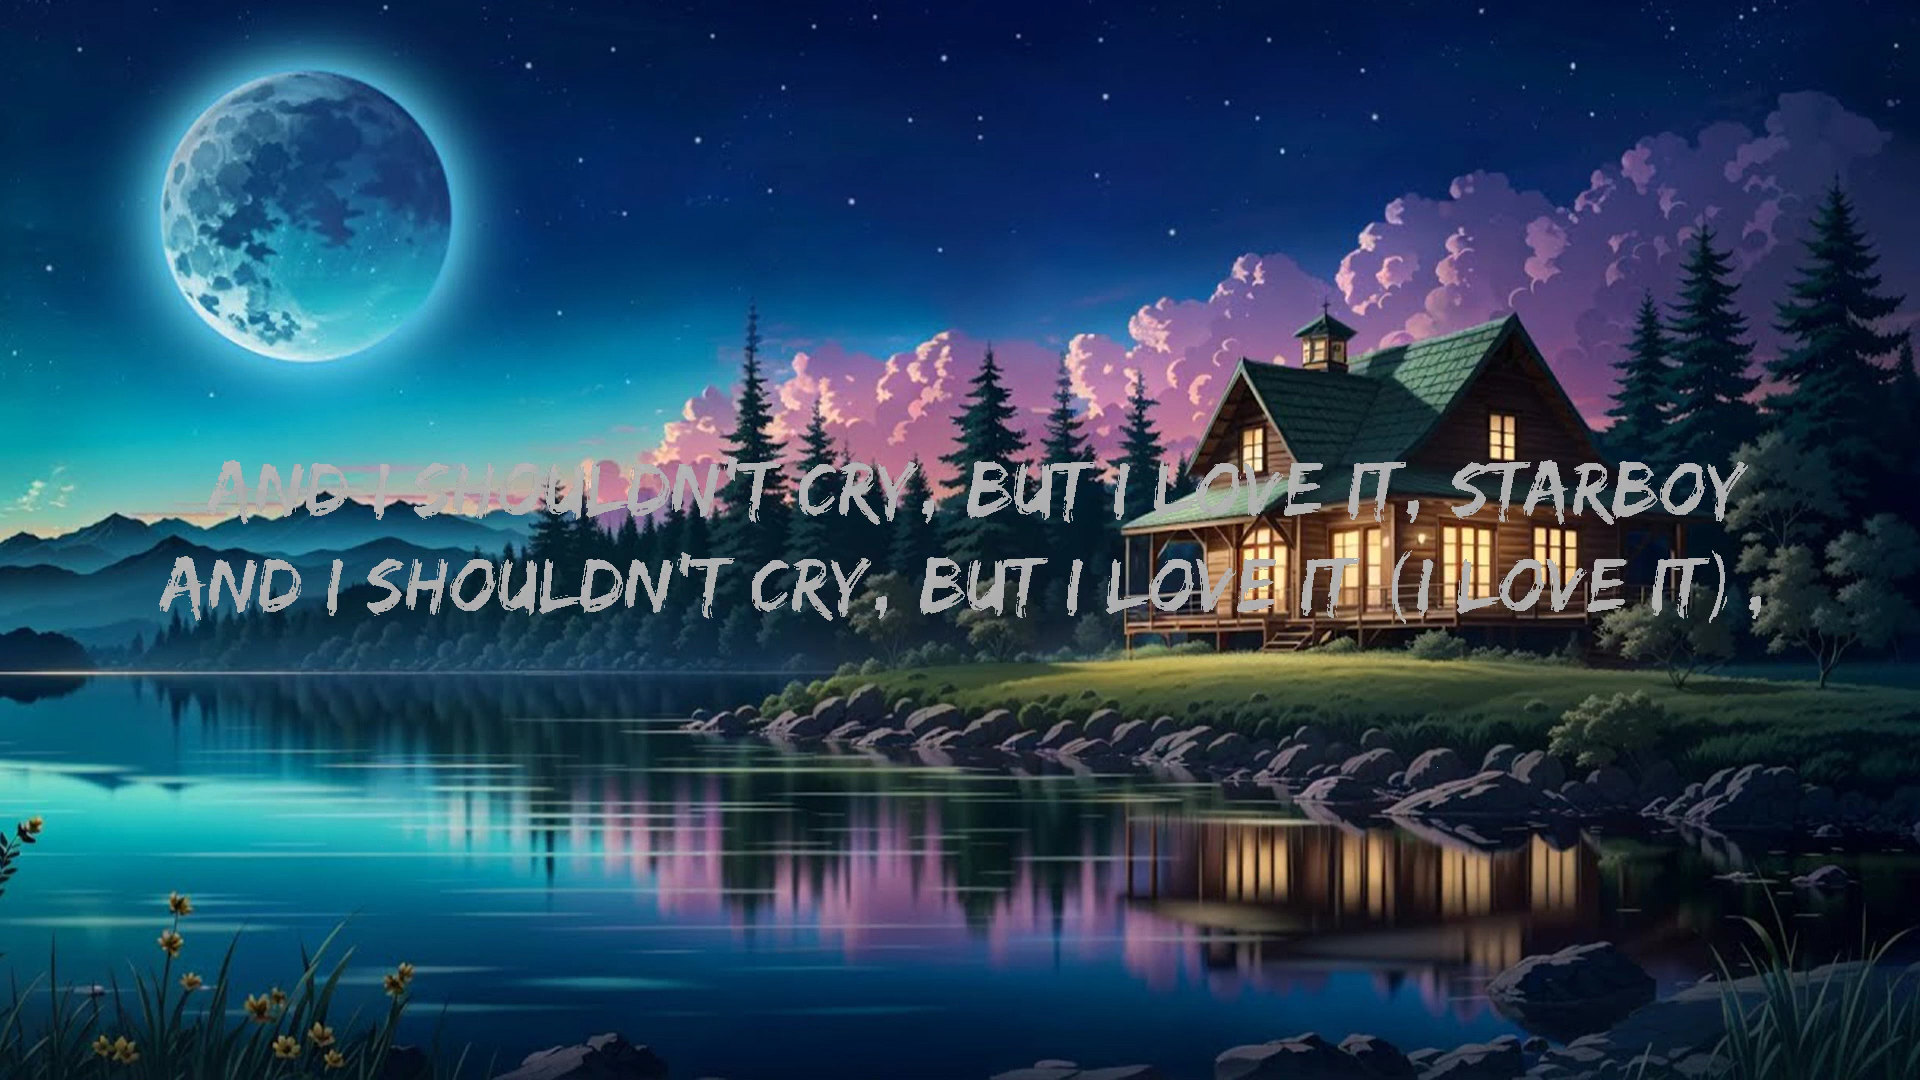 AND I SHOULDN'T CRY, BUT I LOVE IT, STARBOY
AND I SHOULDN'T CRY, BUT I LOVE IT (I LOVE IT),